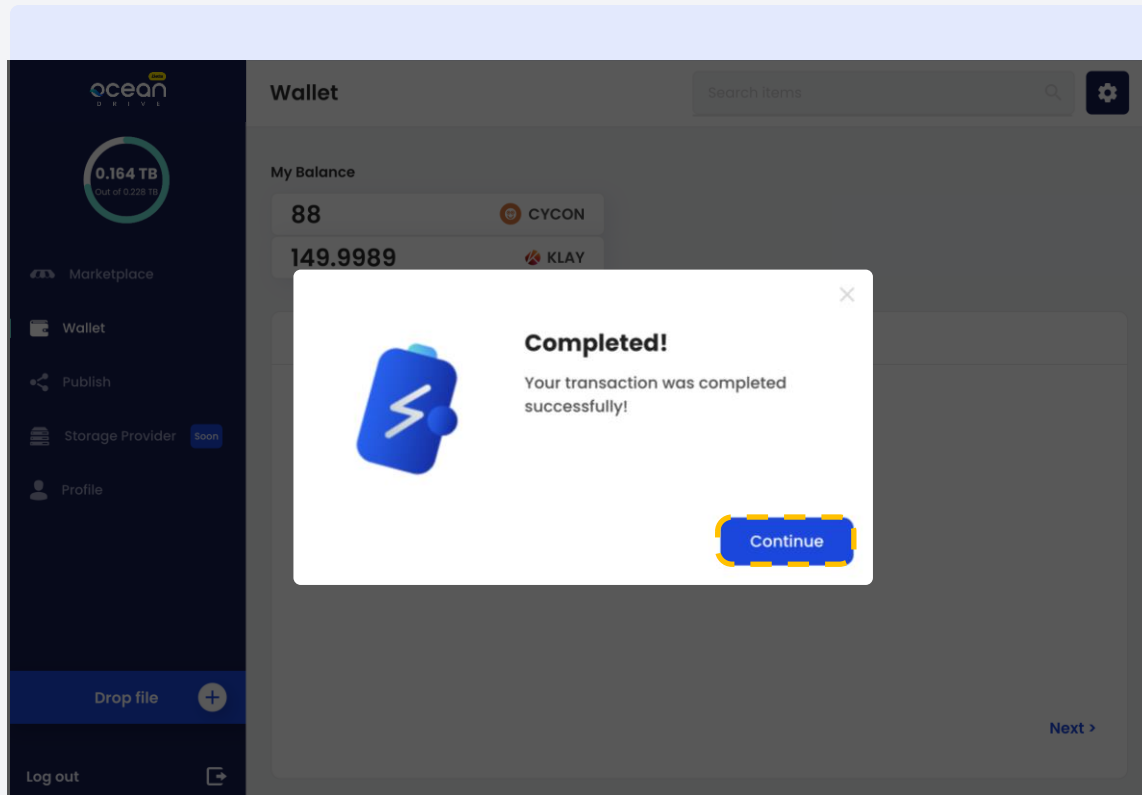 data
ocean
DRIVE
Wallet
Search items
0.164 TB
Out of 0.228 TB
My Balance
88 CYCON
149.9989 KLAY
Marketplace
Wallet
Publish
Storage Provider Soon
Profile
Completed!
Your transaction was completed
successfully!
Continue
Drop file
Next >
Log out